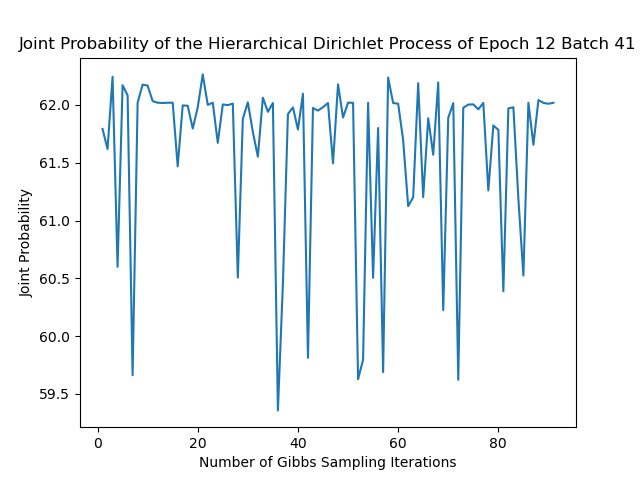 Joint Probability of the Hierarchical Dirichlet Process of Epoch 12 Batch 41
62.0
61.5
61.0
60.5
60.0
59.5
Joint Probability
0 20 40 60 80
Number of Gibbs Sampling Iterations